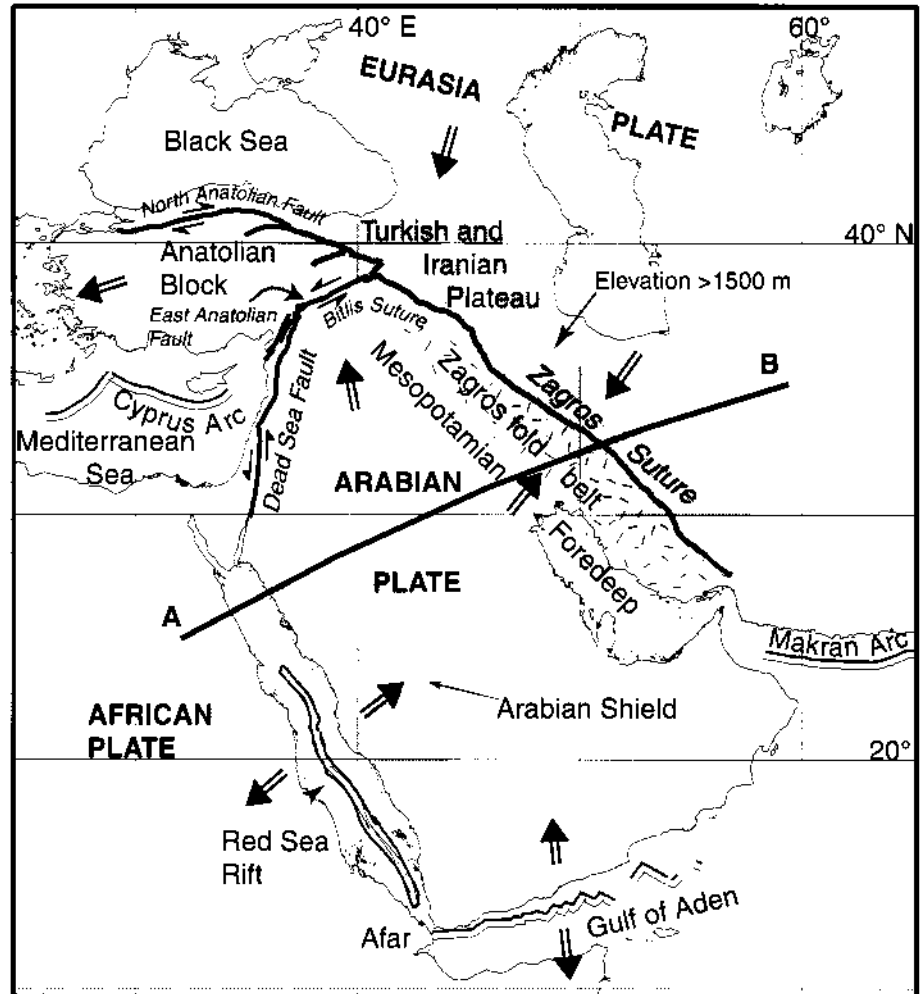 40° E
60°
EURASIA
PLATE
Black Sea
North Anatolian Fault
40° N
Turkish and
Iranian
Plateau
Anatolian
Block
Elevation >1500 m
East Anatolian
Fault
Bitlis Suture
B
Zagros
Suture
Zagros fold
belt
Mesopotamian
Foredeep
Cyprus Arc
Mediterranean
Sea
Dead Sea Fault
ARABIAN
PLATE
A
Makran Arc
Arabian Shield
AFRICAN
PLATE
20°
Red Sea
Rift
Gulf of Aden
Afar